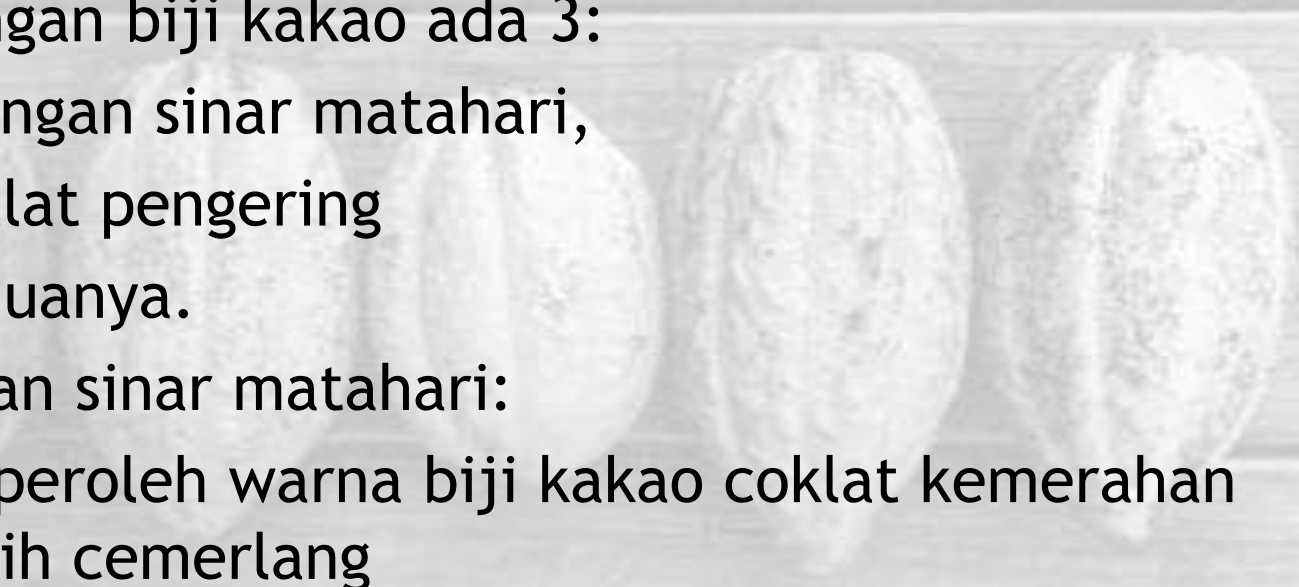 ngan biji kakao ada 3:
ngan sinar matahari,
lat pengering
uanya.
an sinar matahari:
peroleh warna biji kakao coklat kemerahan
ih cemerlang